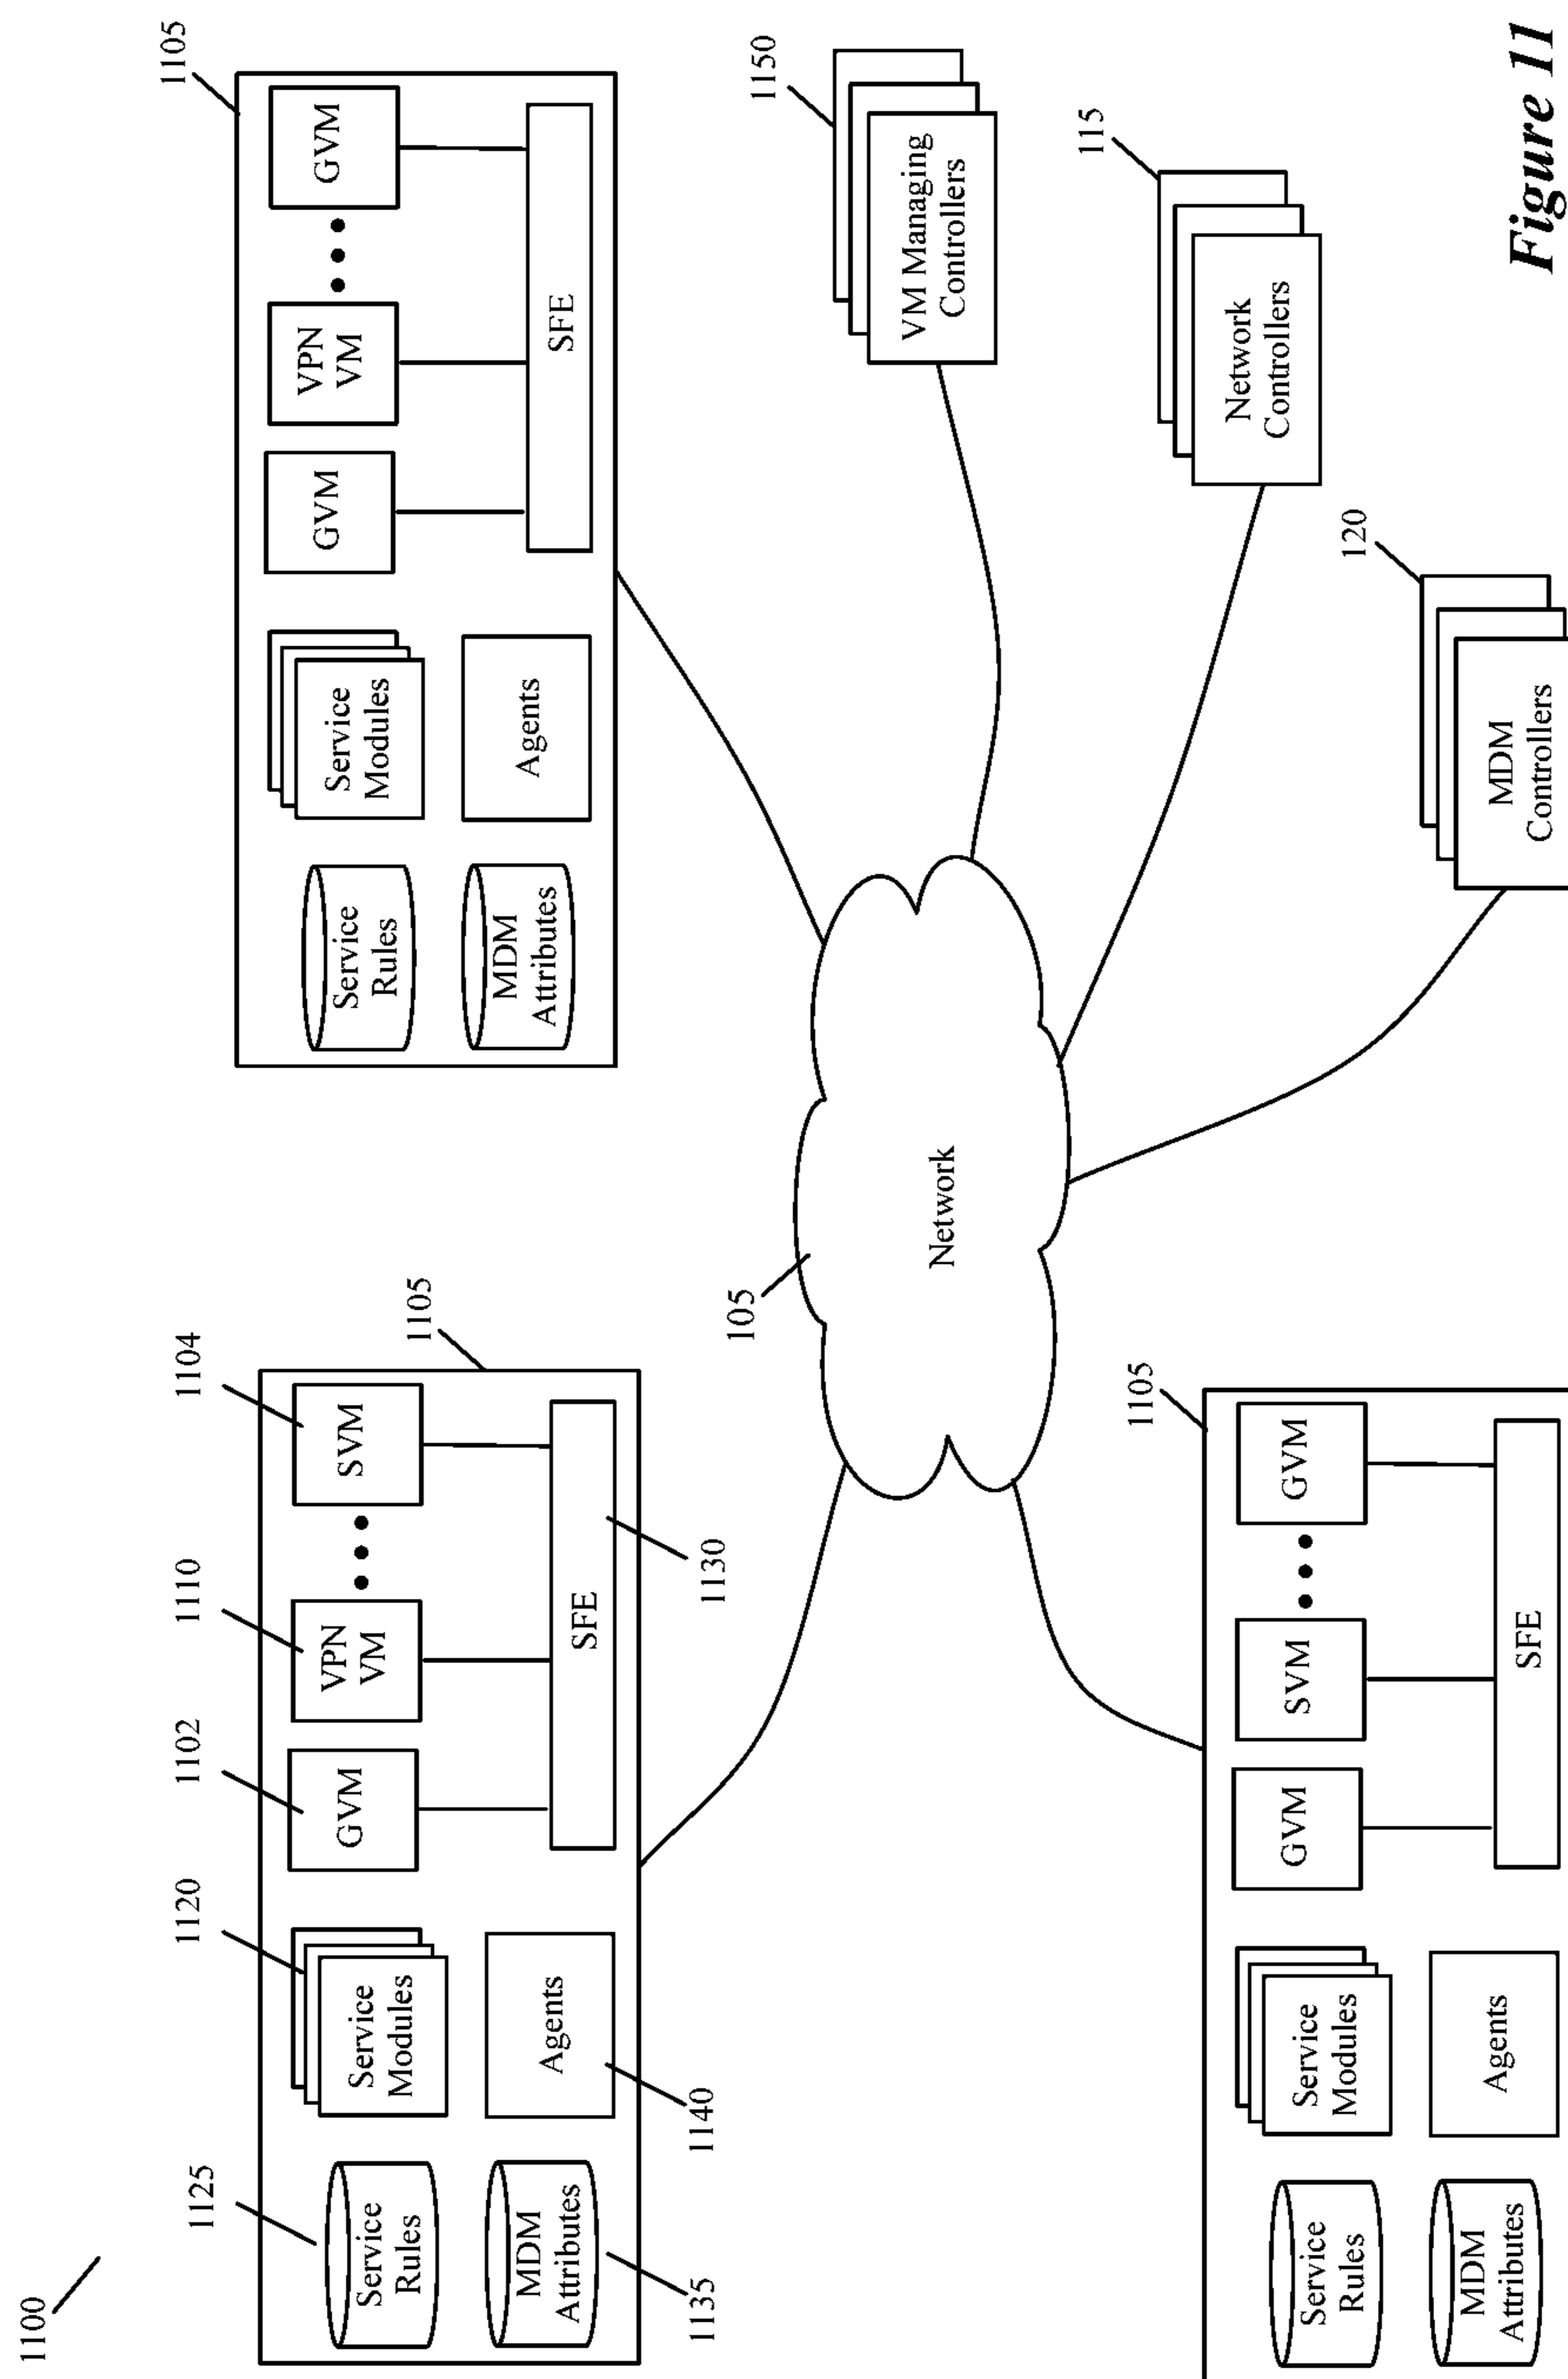 1100
1125
1120
1102
1110
1104
1105
Service
Rules
Service
Modules
GVM
VPN
VM
SVM
MDM
Attributes
Agents
SFE
1135
1140
1130
1105
Service
Rules
Service
Modules
GVM
VPN
VM
GVM
MDM
Attributes
Agents
SFE
105
Network
1150
VM Managing
Controllers
115
Network
Controllers
120
MDM
Controllers
1105
Service
Rules
Service
Modules
GVM
SVM
GVM
MDM
Attributes
Agents
SFE
Figure 11